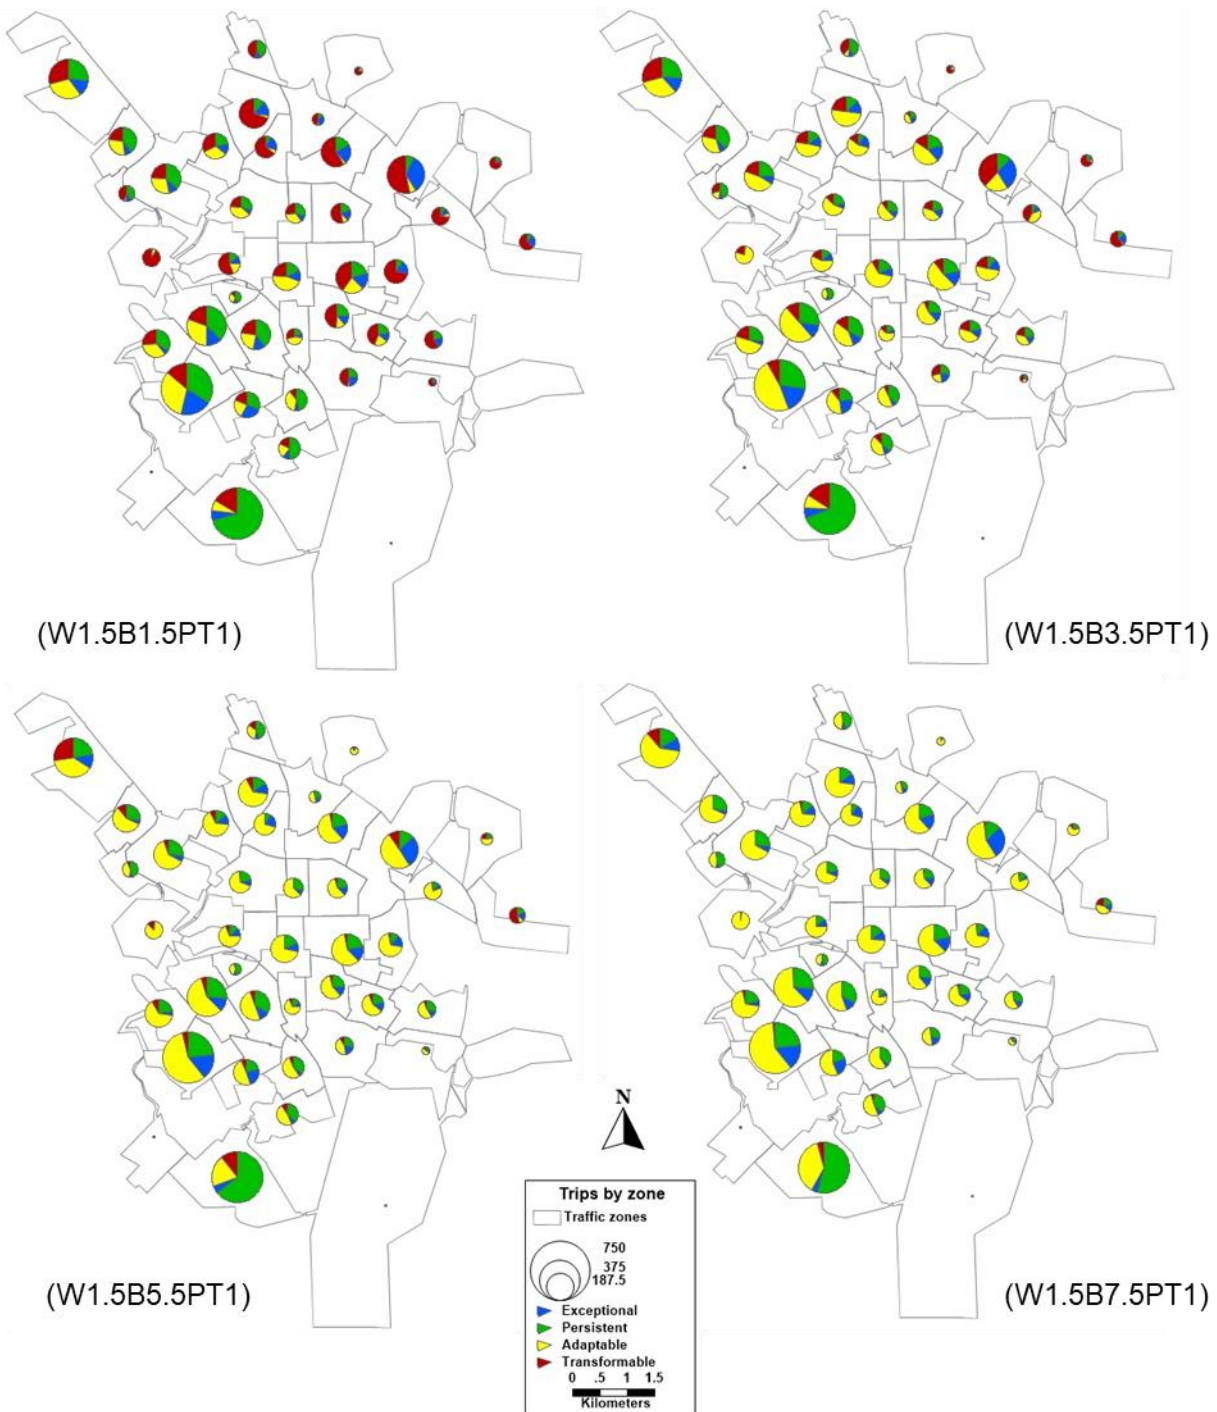 (W1.5B1.5PT1)
(W1.5B3.5PT1)
(W1.5B5.5PT1)
(W1.5B7.5PT1)
N
Trips by zone
Traffic zones
750
375
187.5
Exceptional
Persistent
Adaptable
Transformable
0 .5 1 1.5
Kilometers